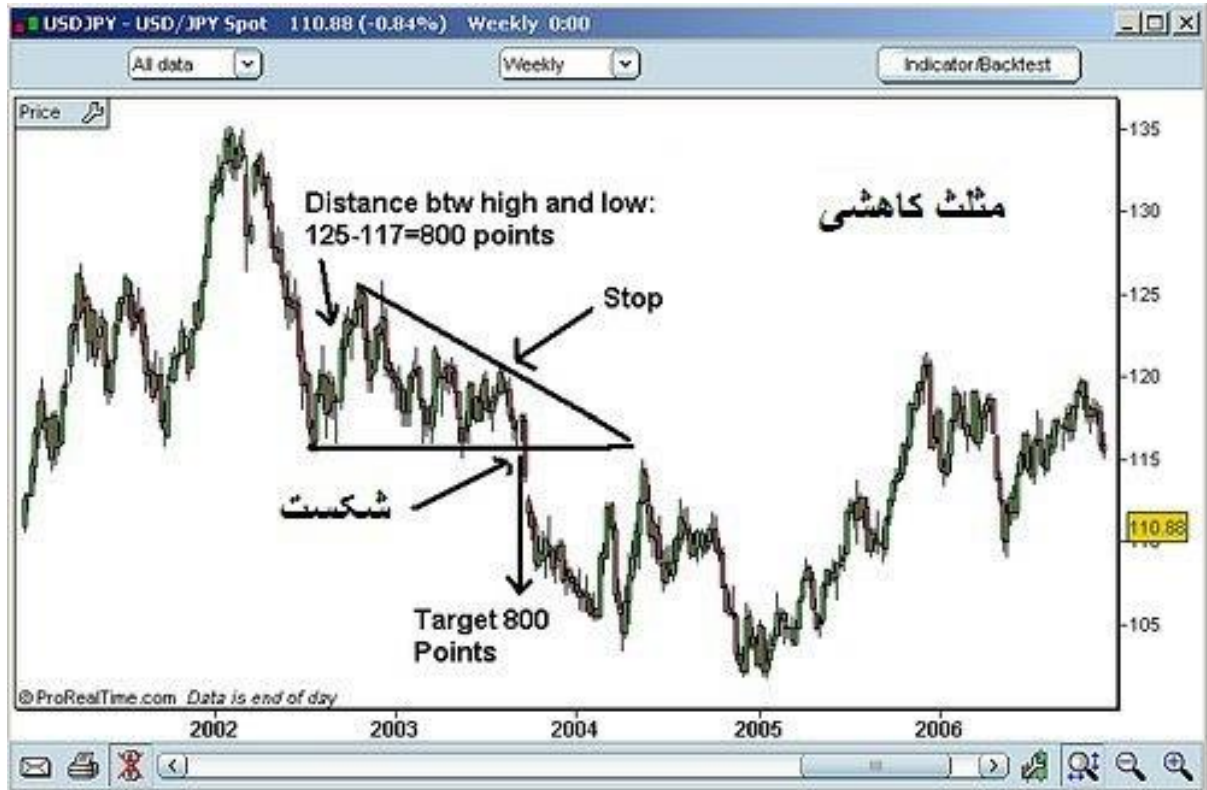 USDJPY - USD/JPY Spot 110.88 (-0.84%) Weekly 0:00
All data Weekly Indicator/Backtest
Price
135
مثلث کاهشی
Distance btw high and low:
125-117=800 points
130
Stop
125
120
115
شکست
110.88
110
Target 800
Points
105
© ProRealTime.com Data is end of day
2002 2003 2004 2005 2006